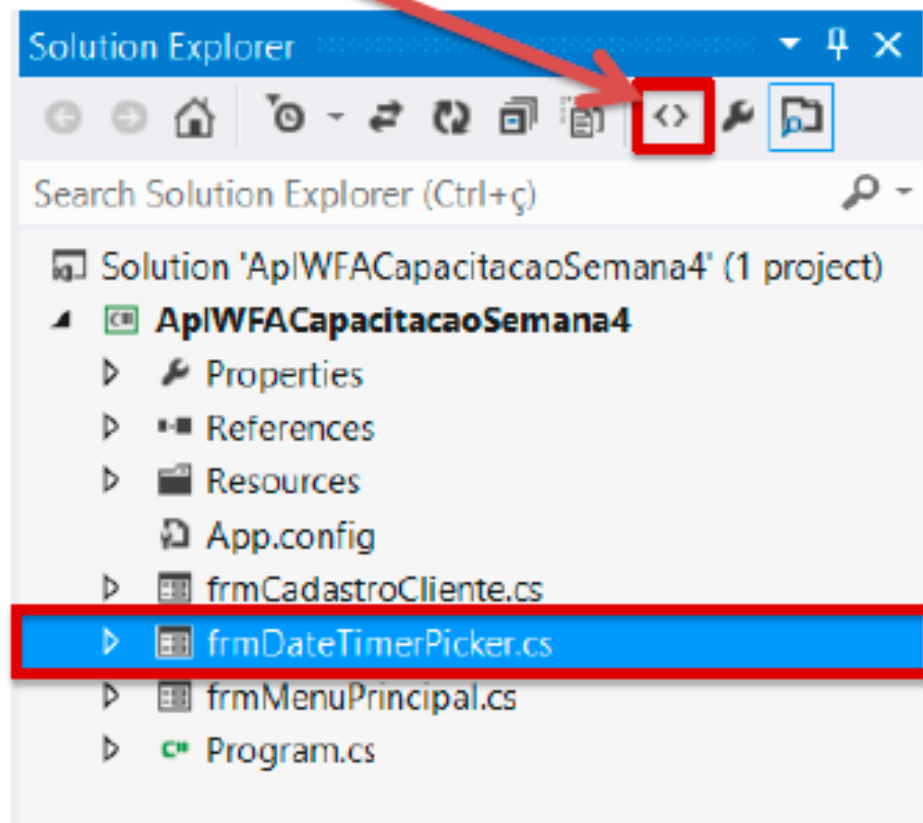 Solution Explorer
Search Solution Explorer (Ctrl+ç)
Solution 'AplWFACapacitacaoSemana4' (1 project)
AplWFACapacitacaoSemana4
Properties
References
Resources
App.config
frmCadastroCliente.cs
frmDateTimerPicker.cs
frmMenuPrincipal.cs
C# Program.cs